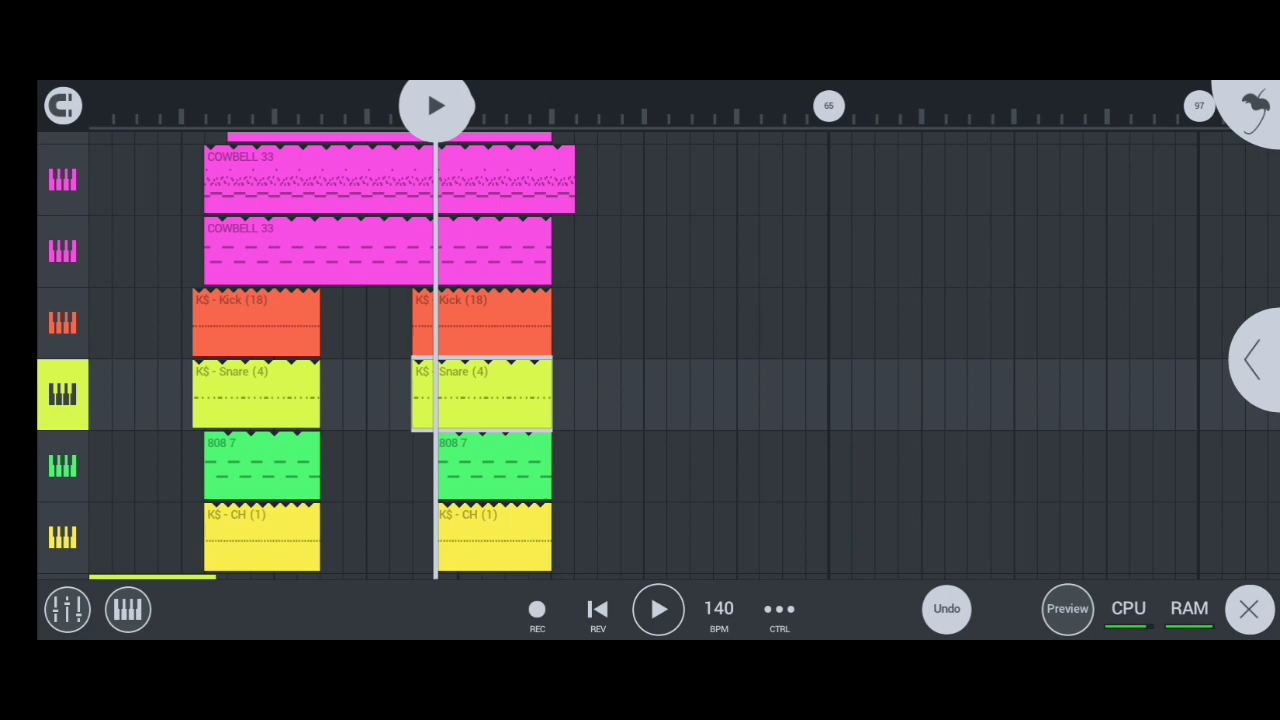 65
97
COWBELL 33
COWBELL 33
K$ - Kick (18)
K$ Kick (18)
K$ - Snare (4)
K$ Snare (4)
808 7
808 7
K$ - CH (1)
K$ - CH (1)
REC
REV
140
BPM
CTRL
Undo
Preview
CPU
RAM